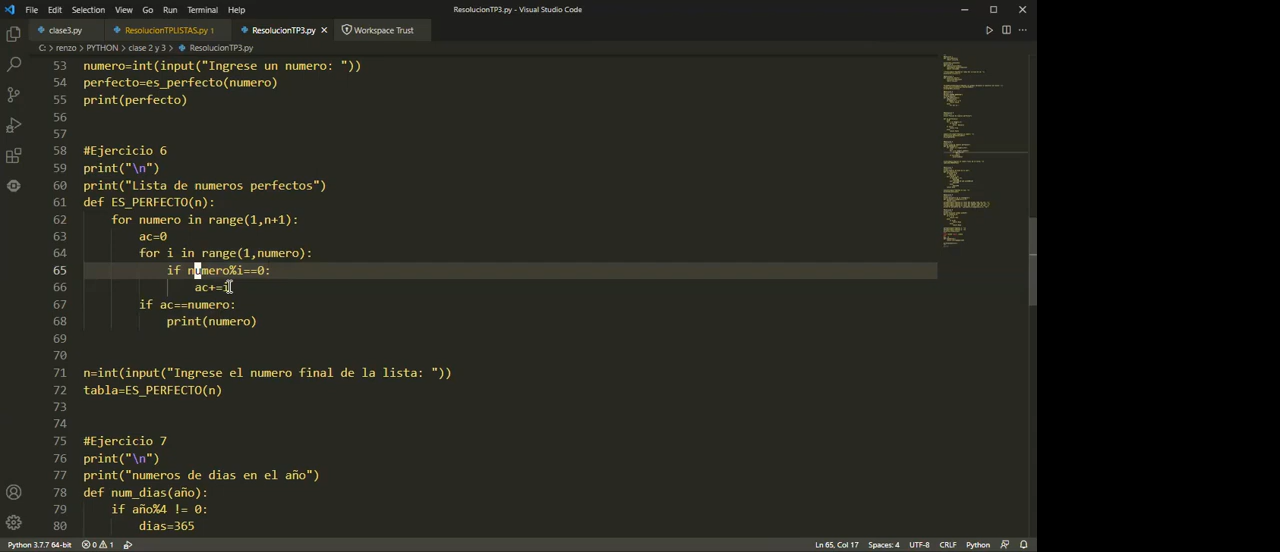 File Edit Selection View Go Run Terminal Help ResolucionTP3.py - Visual Studio Code
clase3.py ResolucionTPLISTAS.py 1 ResolucionTP3.py Workspace Trust
C: > renzo > PYTHON > clase 2 y 3 > ResolucionTP3.py
53 numero=int(input("Ingrese un numero: "))
54 perfecto=es_perfecto(numero)
55 print(perfecto)
56
57
58 #Ejercicio 6
59 print("\n")
60 print("Lista de numeros perfectos")
61 def ES_PERFECTO(n):
62 for numero in range(1,n+1):
63 ac=0
64 for i in range(1,numero):
65 if numero%i==0:
66 ac+=i
67 if ac==numero:
68 print(numero)
69
70
71 n=int(input("Ingrese el numero final de la lista: "))
72 tabla=ES_PERFECTO(n)
73
74
75 #Ejercicio 7
76 print("\n")
77 print("numeros de dias en el año")
78 def num_dias(año):
79 if año%4 != 0:
80 dias=365
Python 3.7.7 64-bit 0 1 Ln 65, Col 17 Spaces: 4 UTF-8 CRLF Python